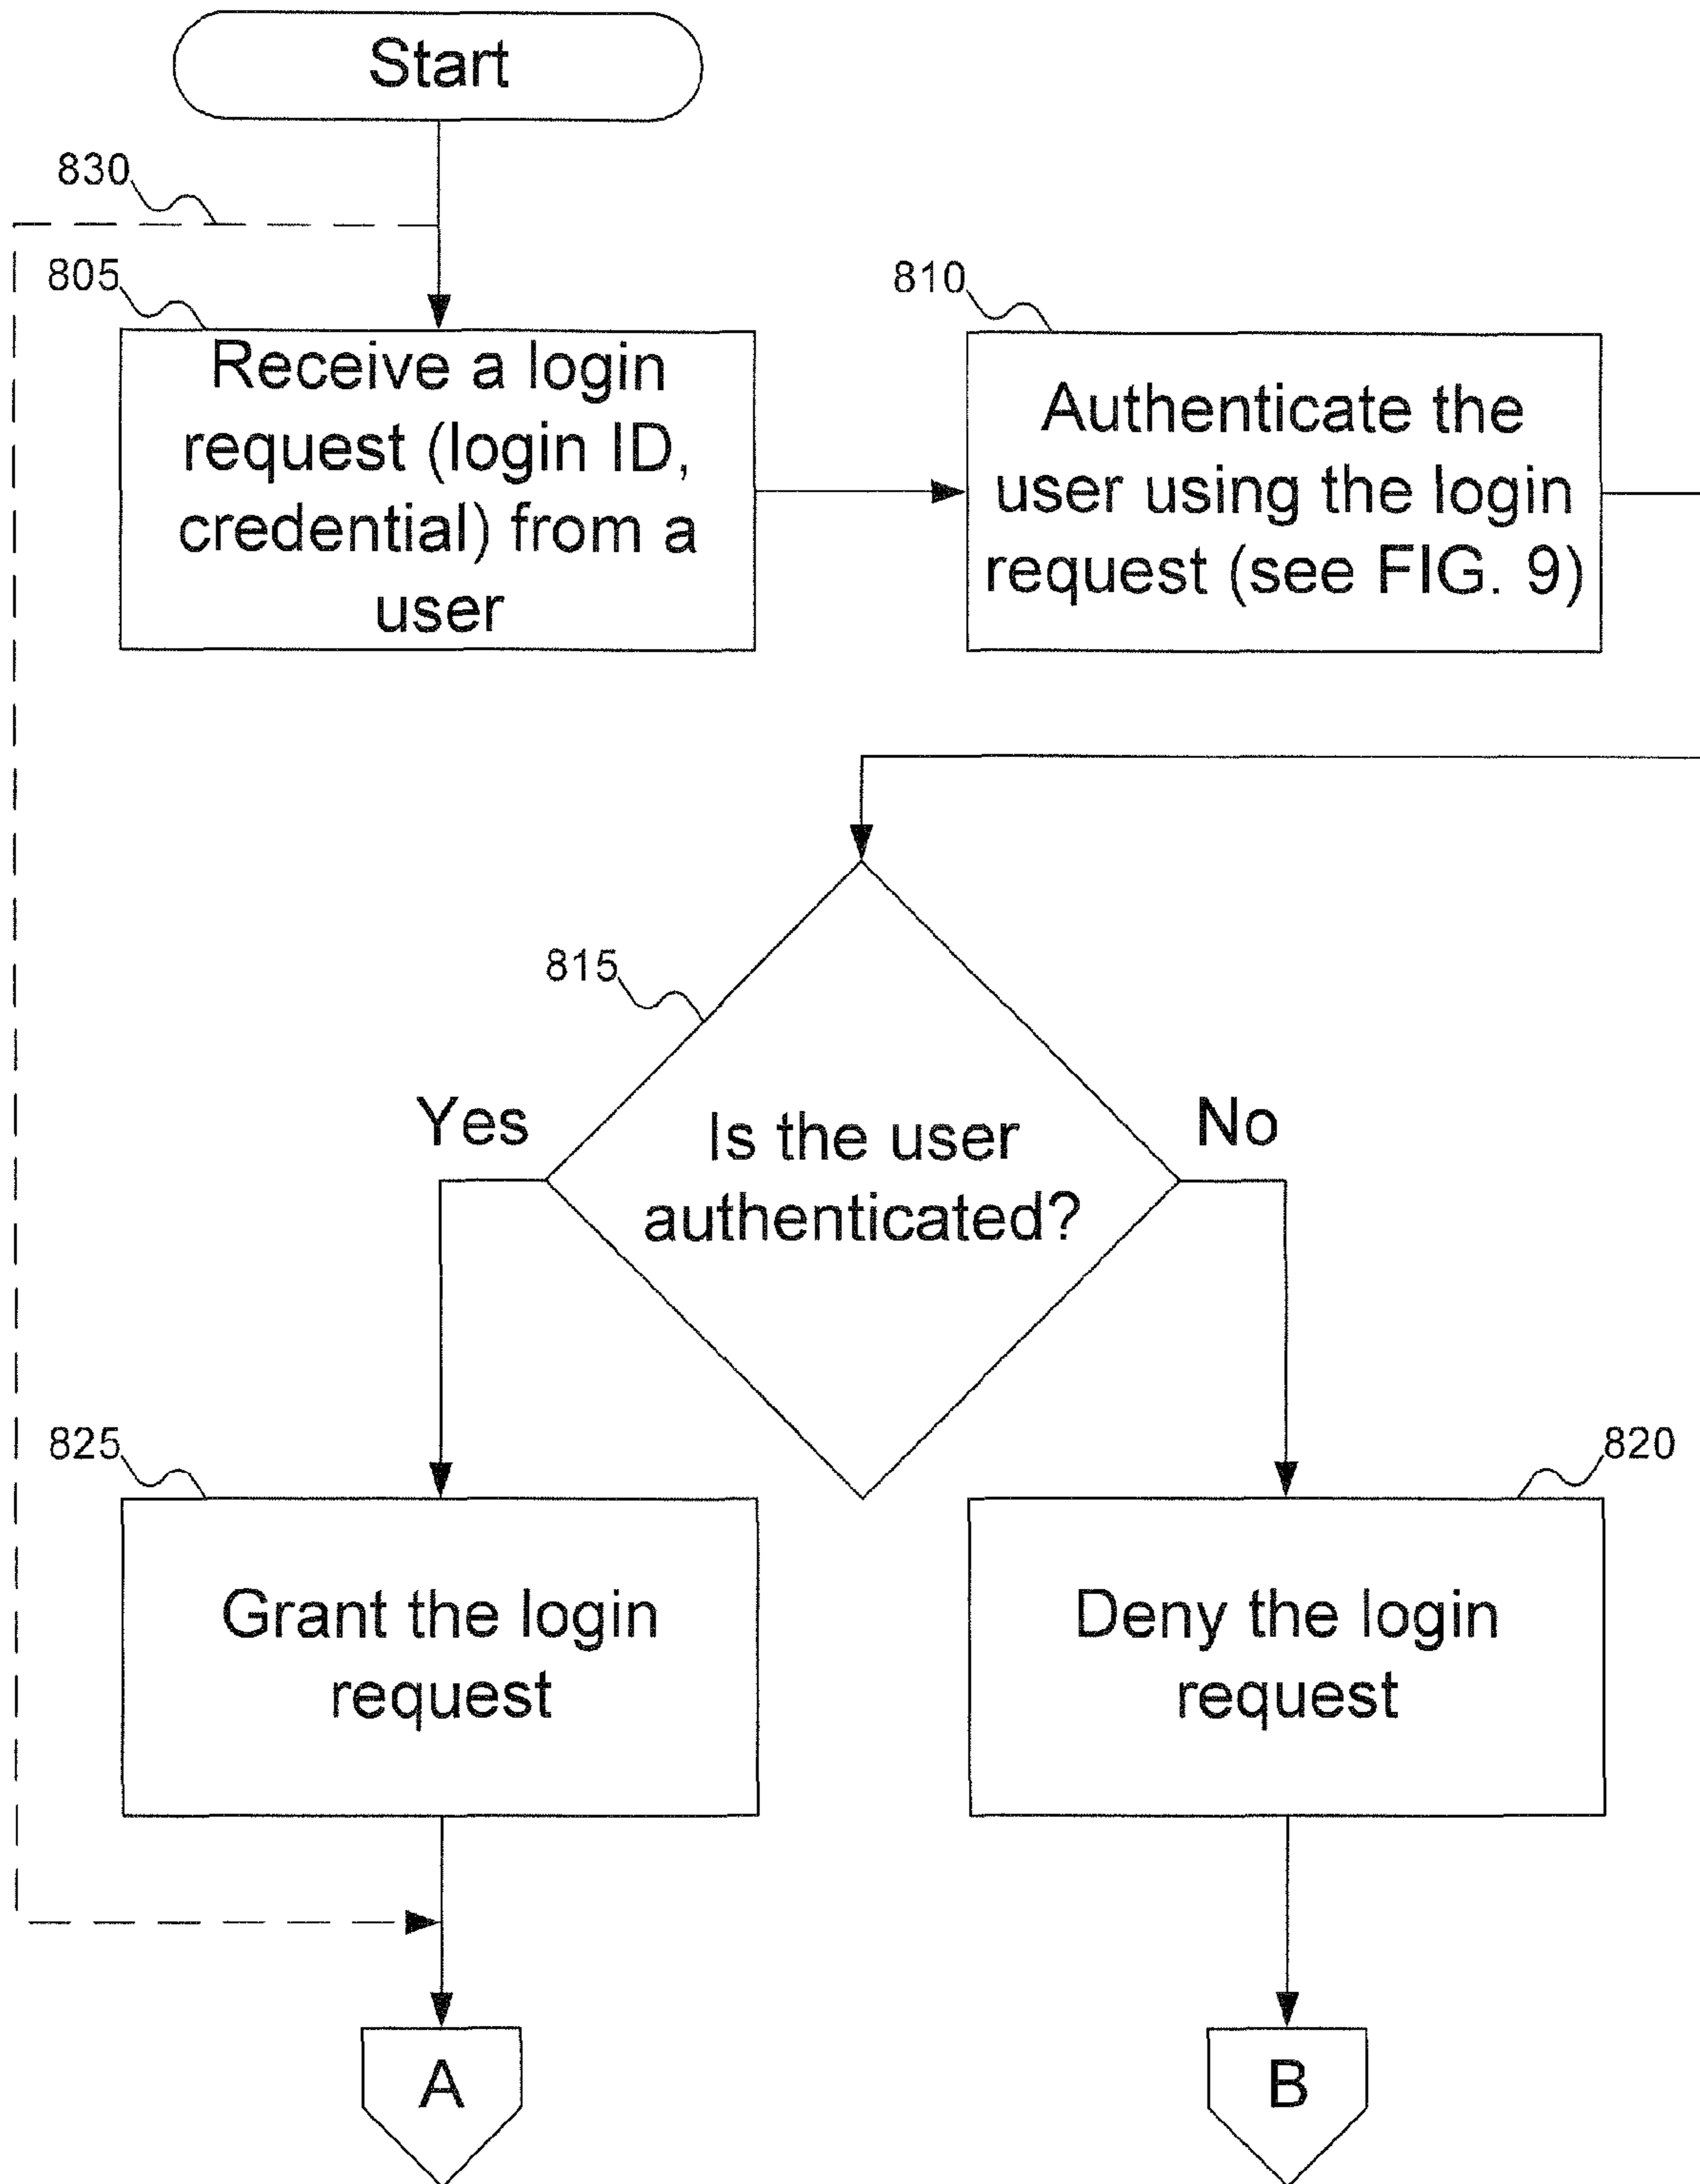 Start
830
805
Receive a login
request (login ID,
credential) from a
user
810
Authenticate the
user using the login
request (see FIG. 9)
815
Yes
Is the user
authenticated?
No
825
Grant the login
request
820
Deny the login
request
A
B